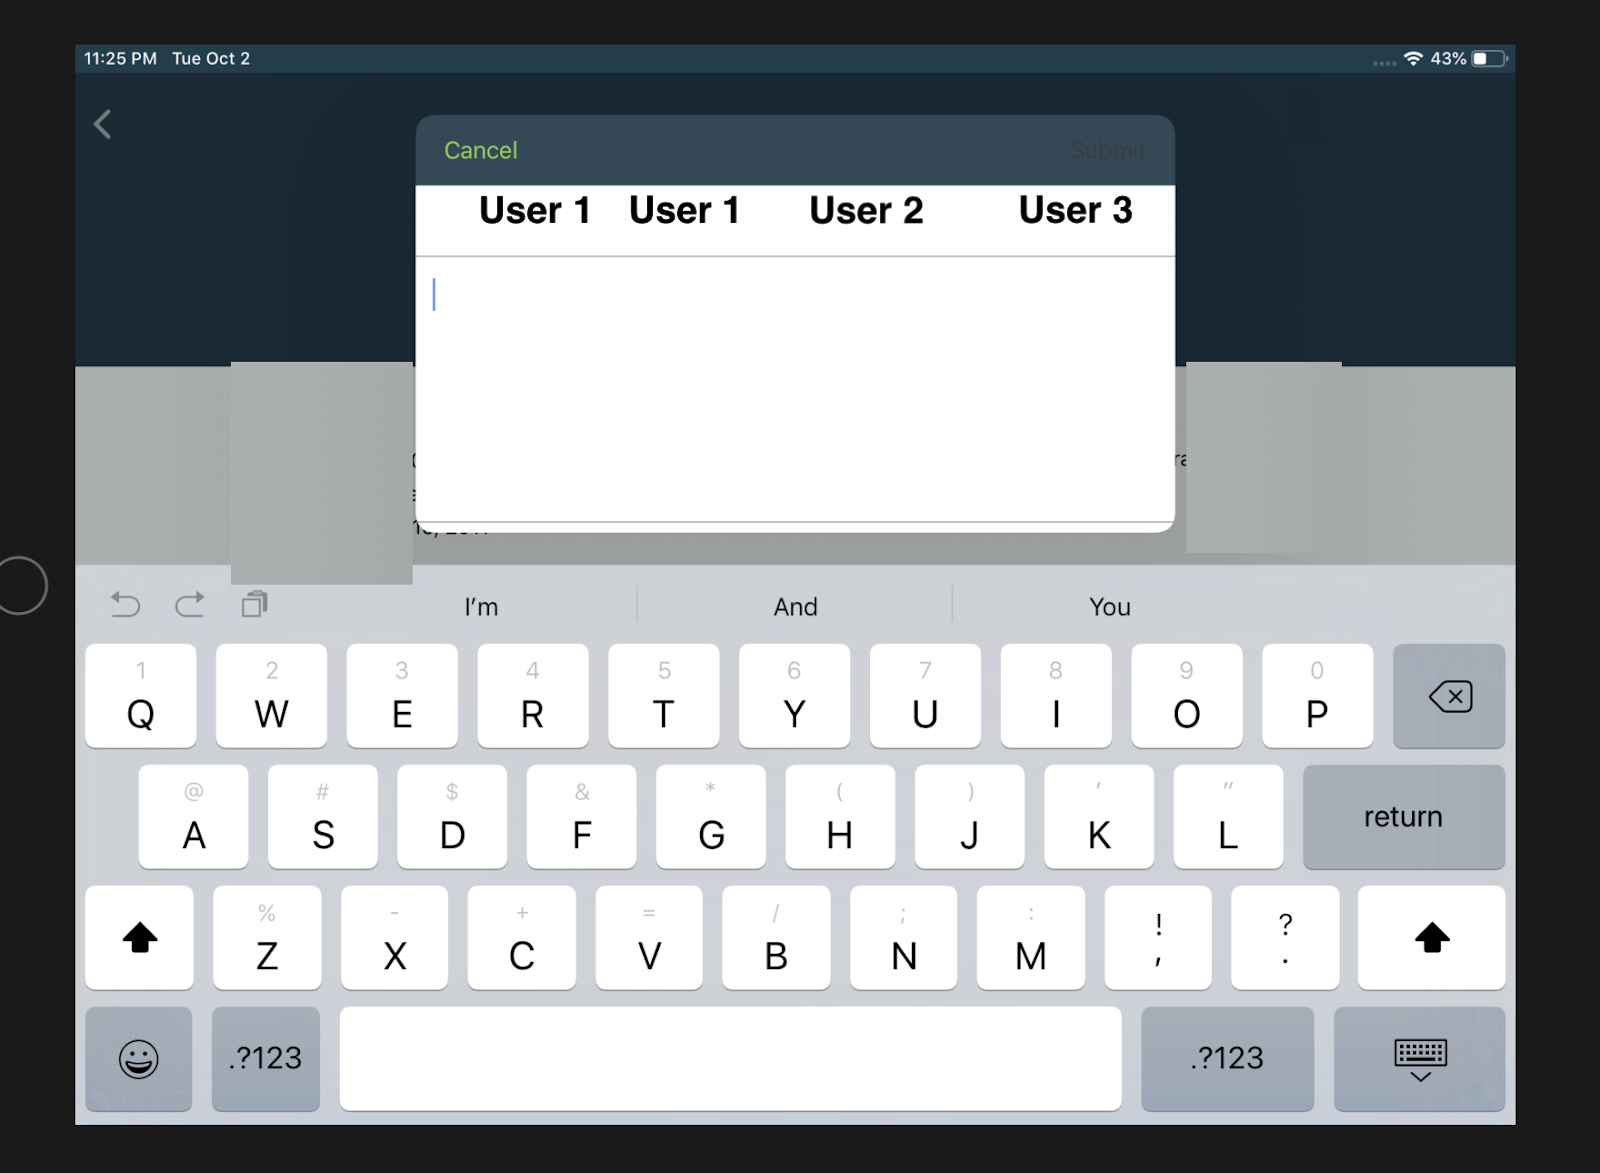 11:25 PM Tue Oct 2 43%
Cancel Submit
User 1 User 1 User 2 User 3
I'm And You
1 2 3 4 5 6 7 8 9 0
Q W E R T Y U I O P
@ # $ & * ( ) ' "
A S D F G H J K L return
% - + = / ; : ! ?
Z X C V B N M , .
.?123 .?123